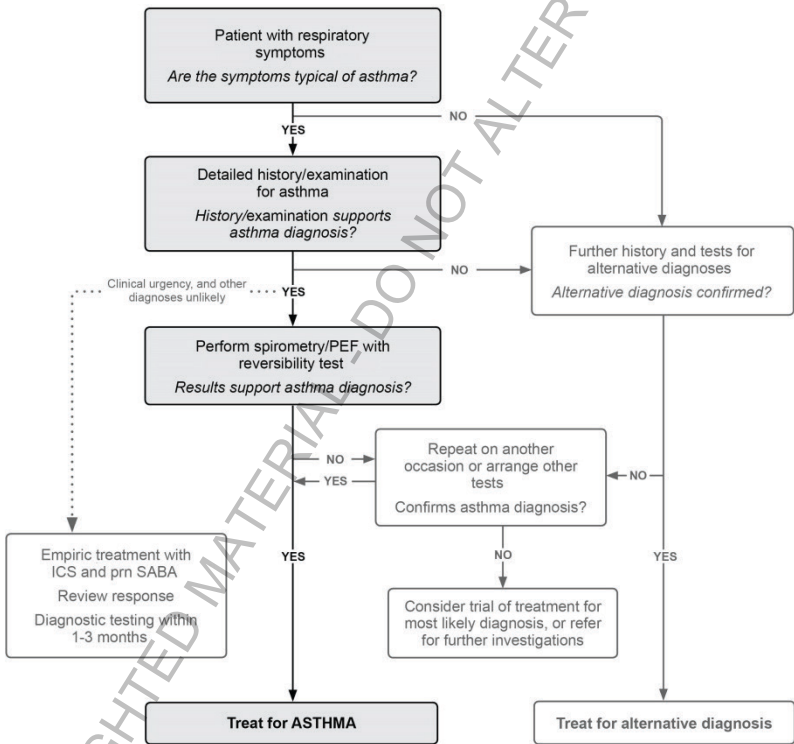 Patient with respiratory
symptoms
Are the symptoms typical of asthma?
NO
YES
Detailed history/examination
for asthma
History/examination supports
asthma diagnosis?
Further history and tests for
alternative diagnoses
Alternative diagnosis confirmed?
NO
Clinical urgency, and other
diagnoses unlikely
YES
Perform spirometry/PEF with
reversibility test
Results support asthma diagnosis?
Repeat on another
occasion or arrange other
tests
Confirms asthma diagnosis?
NO
YES
NO
Empiric treatment with
ICS and prn SABA
Review response
Diagnostic testing within
1-3 months
YES
NO
YES
Consider trial of treatment for
most likely diagnosis, or refer
for further investigations
Treat for ASTHMA
Treat for alternative diagnosis
GHTED MATERIAL - DO NOT ALTER